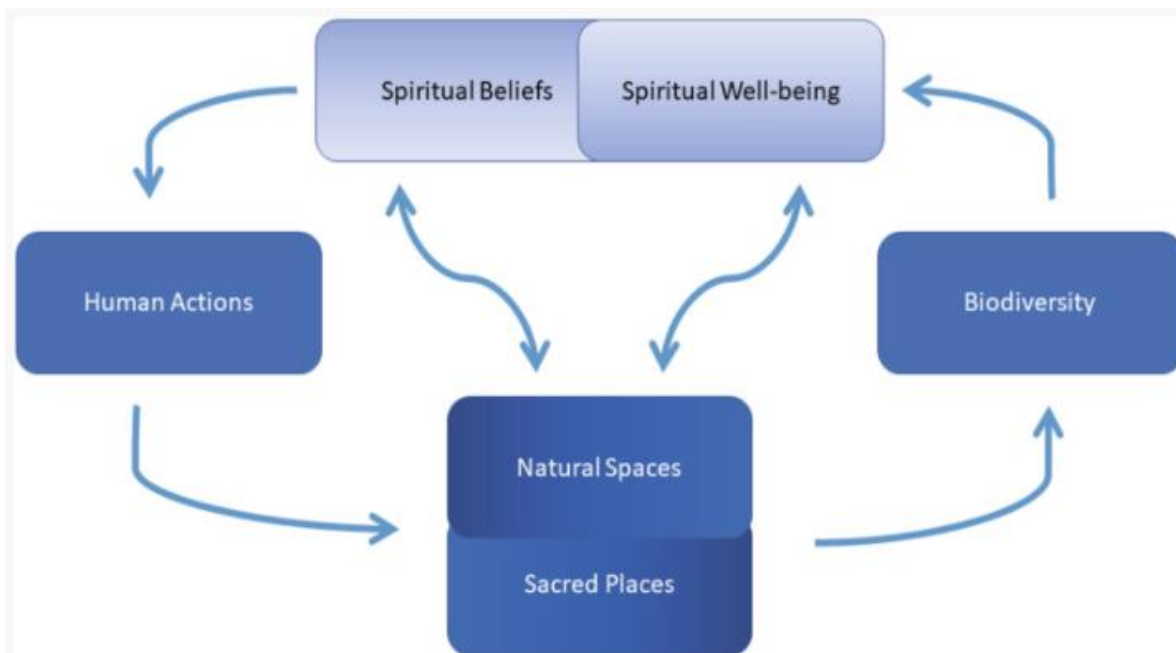 Spiritual Beliefs
Spiritual Well-being
Human Actions
Biodiversity
Natural Spaces
Sacred Places